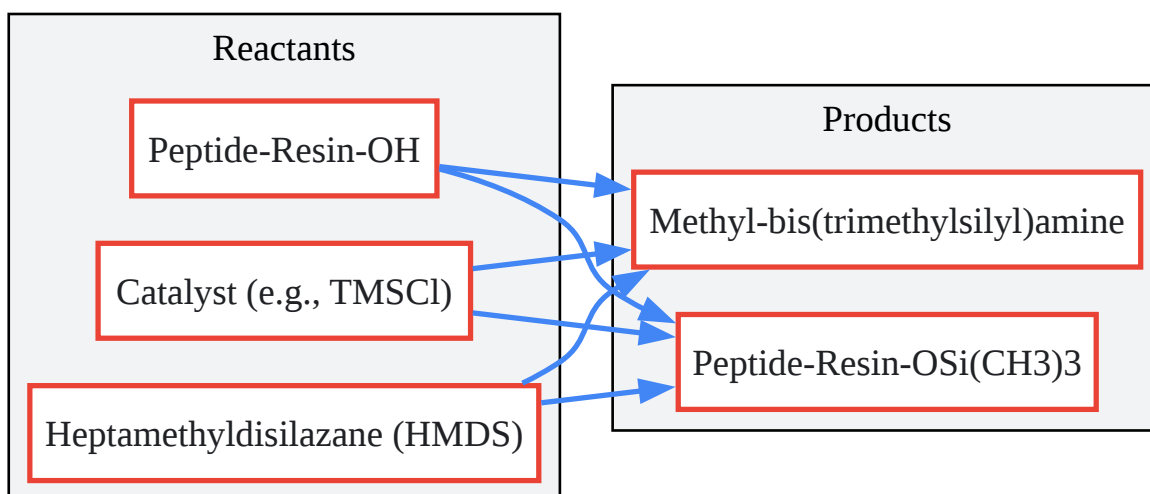 Reactants
Peptide-Resin-OH
Catalyst (e.g., TMSCl)
Heptamethyldisilazane (HMDS)
Products
Methyl-bis(trimethylsilyl)amine
Peptide-Resin-OSi(CH3)3